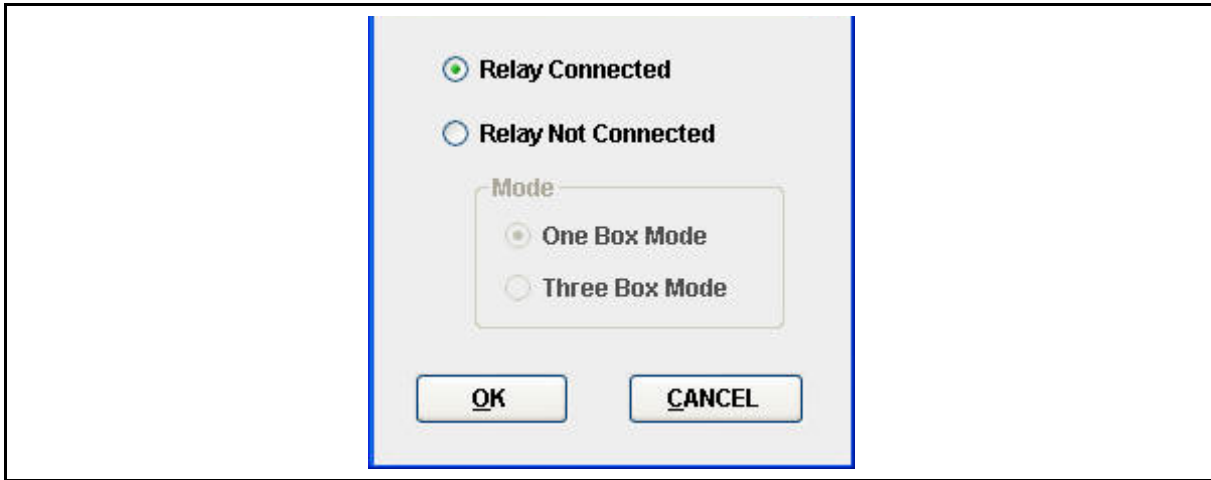 Relay Connected
Relay Not Connected
Mode
One Box Mode
Three Box Mode
OK
CANCEL